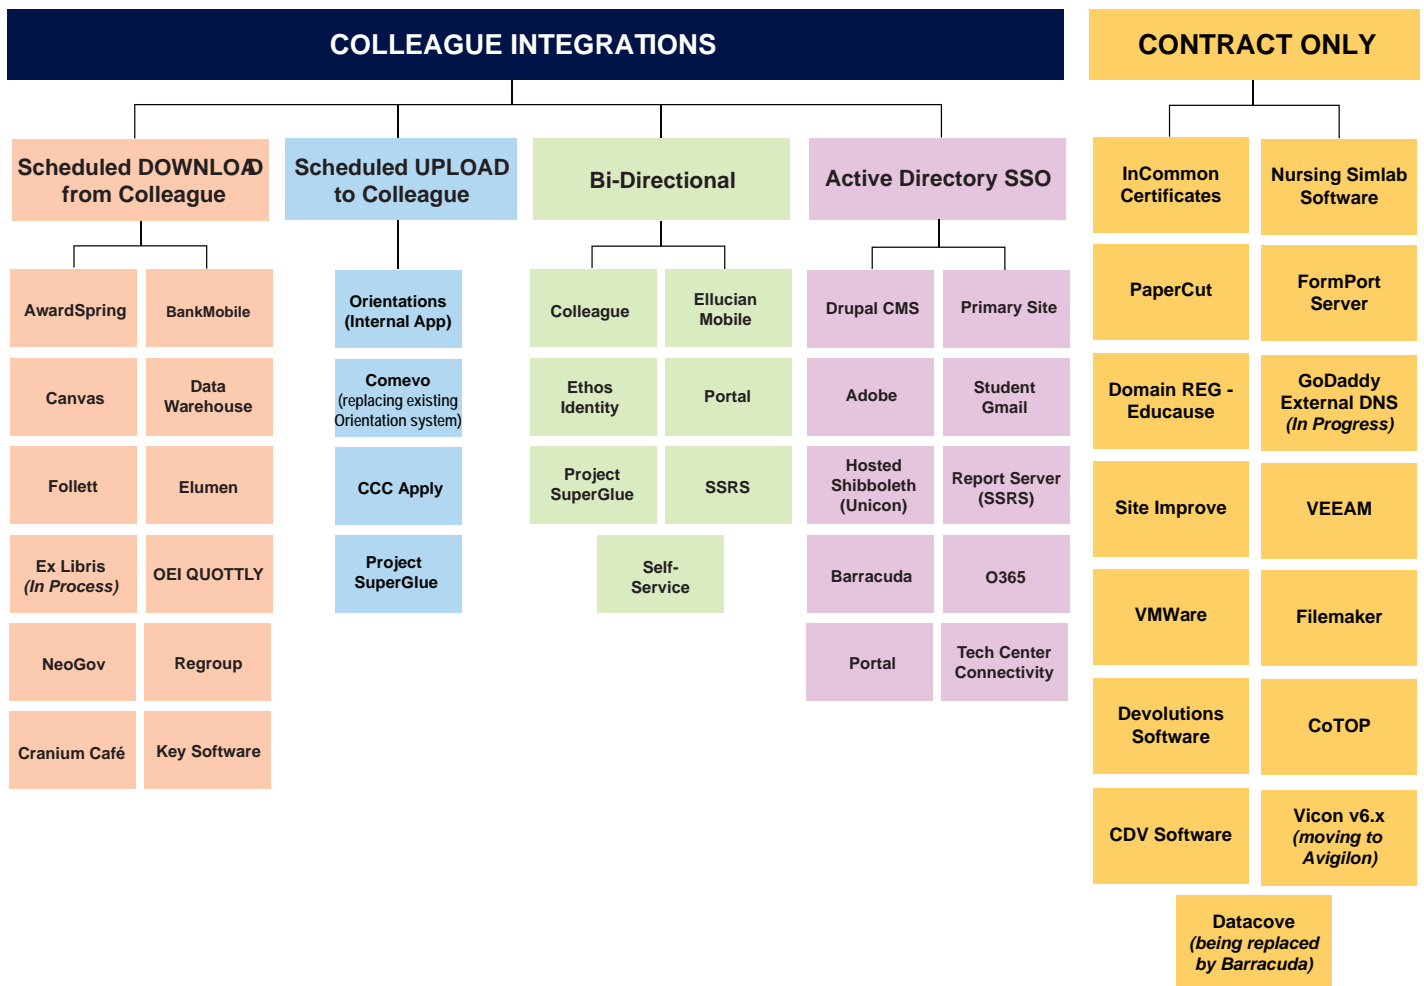 COLLEAGUE INTEGRATIONS
CONTRACT ONLY
Scheduled DOWNLOAD
from Colleague
Scheduled UPLOAD
to Colleague
Bi-Directional
Active Directory SSO
AwardSpring
BankMobile
Canvas
Data
Warehouse
Follett
Elumen
Ex Libris
(In Process)
OEI QUOTTLY
NeoGov
Regroup
Cranium Café
Key Software
Orientations
(Internal App)
Comevo
(replacing existing
Orientation system)
CCC Apply
Project
SuperGlue
Colleague
Ellucian
Mobile
Ethos
Identity
Portal
Project
SuperGlue
SSRS
Self-
Service
Drupal CMS
Primary Site
Adobe
Student
Gmail
Hosted
Shibboleth
(Unicon)
Report Server
(SSRS)
Barracuda
O365
Portal
Tech Center
Connectivity
InCommon
Certificates
Nursing Simlab
Software
PaperCut
FormPort
Server
Domain REG -
Educause
GoDaddy
External DNS
(In Progress)
Site Improve
VEEAM
VMWare
Filemaker
Devolutions
Software
CoTOP
CDV Software
Vicon v6.x
(moving to
Avigilon)
Datacove
(being replaced
by Barracuda)